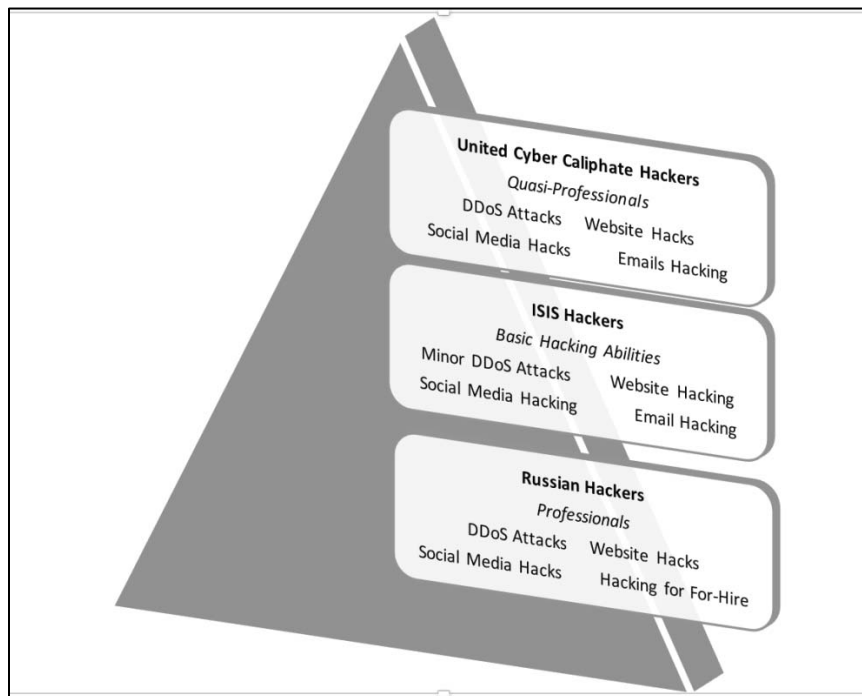 United Cyber Caliphate Hackers
Quasi-Professionals
DDoS Attacks Website Hacks
Social Media Hacks Emails Hacking
ISIS Hackers
Basic Hacking Abilities
Minor DDoS Attacks Website Hacking
Social Media Hacking Email Hacking
Russian Hackers
Professionals
DDoS Attacks Website Hacks
Social Media Hacks Hacking for For-Hire